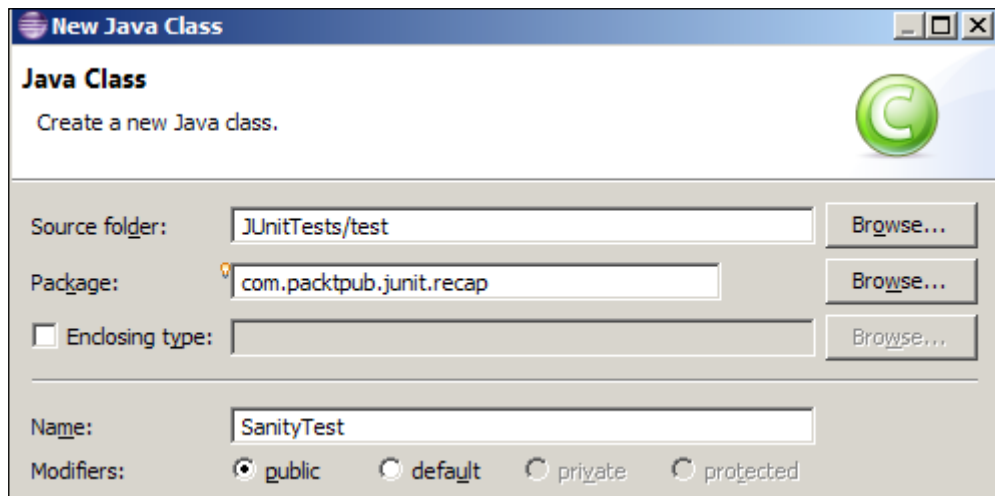 New Java Class
Java Class
Create a new Java class.
C
Source folder: JUnitTests/test Browse...
Package: com.packtpub.junit.recap Browse...
Enclosing type: Browse...
Name: SanityTest
Modifiers: public default private protected